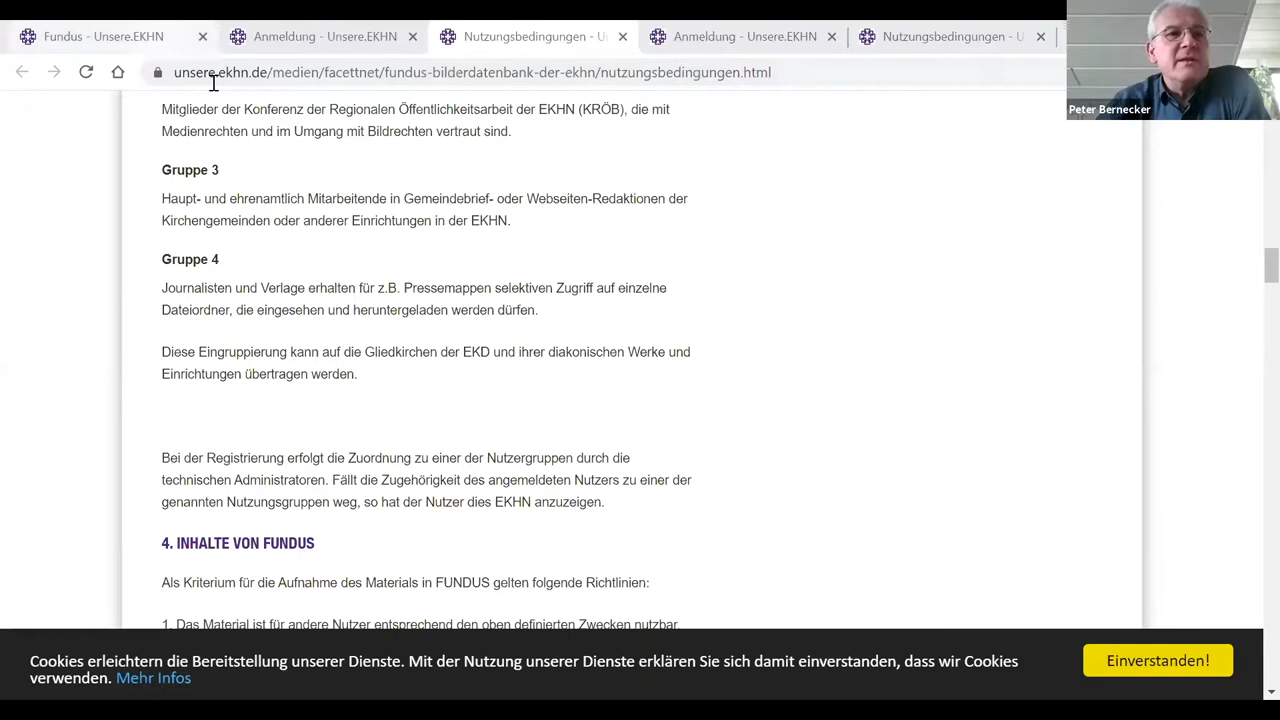 Fundus - Unsere.EKHN
Anmeldung - Unsere.EKHN
Nutzungsbedingungen - U
Anmeldung - Unsere.EKHN
Nutzungsbedingungen - U
unsere.ekhn.de/medien/facettnet/fundus-bilderdatenbank-der-ekhn/nutzungsbedingungen.html
Peter Bernecker
Mitglieder der Konferenz der Regionalen Öffentlichkeitsarbeit der EKHN (KRÖB), die mit
Medienrechten und im Umgang mit Bildrechten vertraut sind.
Gruppe 3
Haupt- und ehrenamtlich Mitarbeitende in Gemeindebrief- oder Webseiten-Redaktionen der
Kirchengemeinden oder anderer Einrichtungen in der EKHN.
Gruppe 4
Journalisten und Verlage erhalten für z.B. Pressemappen selektiven Zugriff auf einzelne
Dateiordner, die eingesehen und heruntergeladen werden dürfen.
Diese Eingruppierung kann auf die Gliedkirchen der EKD und ihrer diakonischen Werke und
Einrichtungen übertragen werden.
Bei der Registrierung erfolgt die Zuordnung zu einer der Nutzergruppen durch die
technischen Administratoren. Fällt die Zugehörigkeit des angemeldeten Nutzers zu einer der
genannten Nutzungsgruppen weg, so hat der Nutzer dies EKHN anzuzeigen.
4. INHALTE VON FUNDUS
Als Kriterium für die Aufnahme des Materials in FUNDUS gelten folgende Richtlinien:
1. Das Material ist für andere Nutzer entsprechend den oben definierten Zwecken nutzbar.
Cookies erleichtern die Bereitstellung unserer Dienste. Mit der Nutzung unserer Dienste erklären Sie sich damit einverstanden, dass wir Cookies
verwenden. Mehr Infos
Einverstanden!